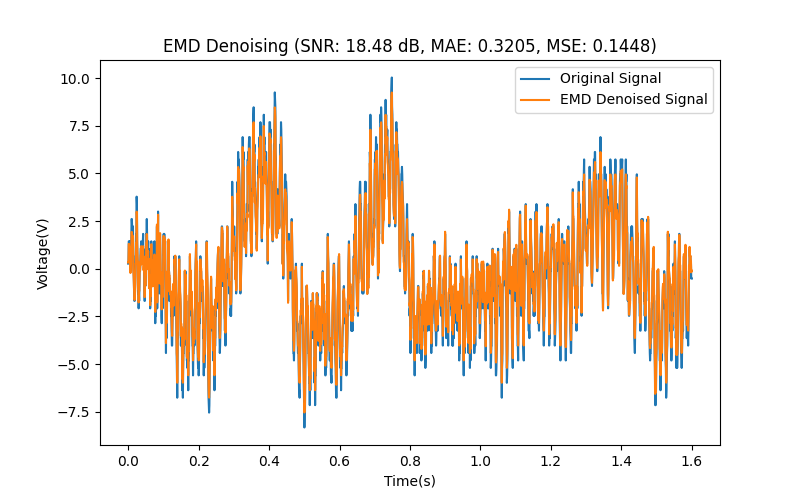 EMD Denoising (SNR: 18.48 dB, MAE: 0.3205, MSE: 0.1448)
Original Signal
EMD Denoised Signal
10.0
7.5
5.0
2.5
0.0
−2.5
−5.0
−7.5
Voltage(V)
0.0 0.2 0.4 0.6 0.8 1.0 1.2 1.4 1.6
Time(s)